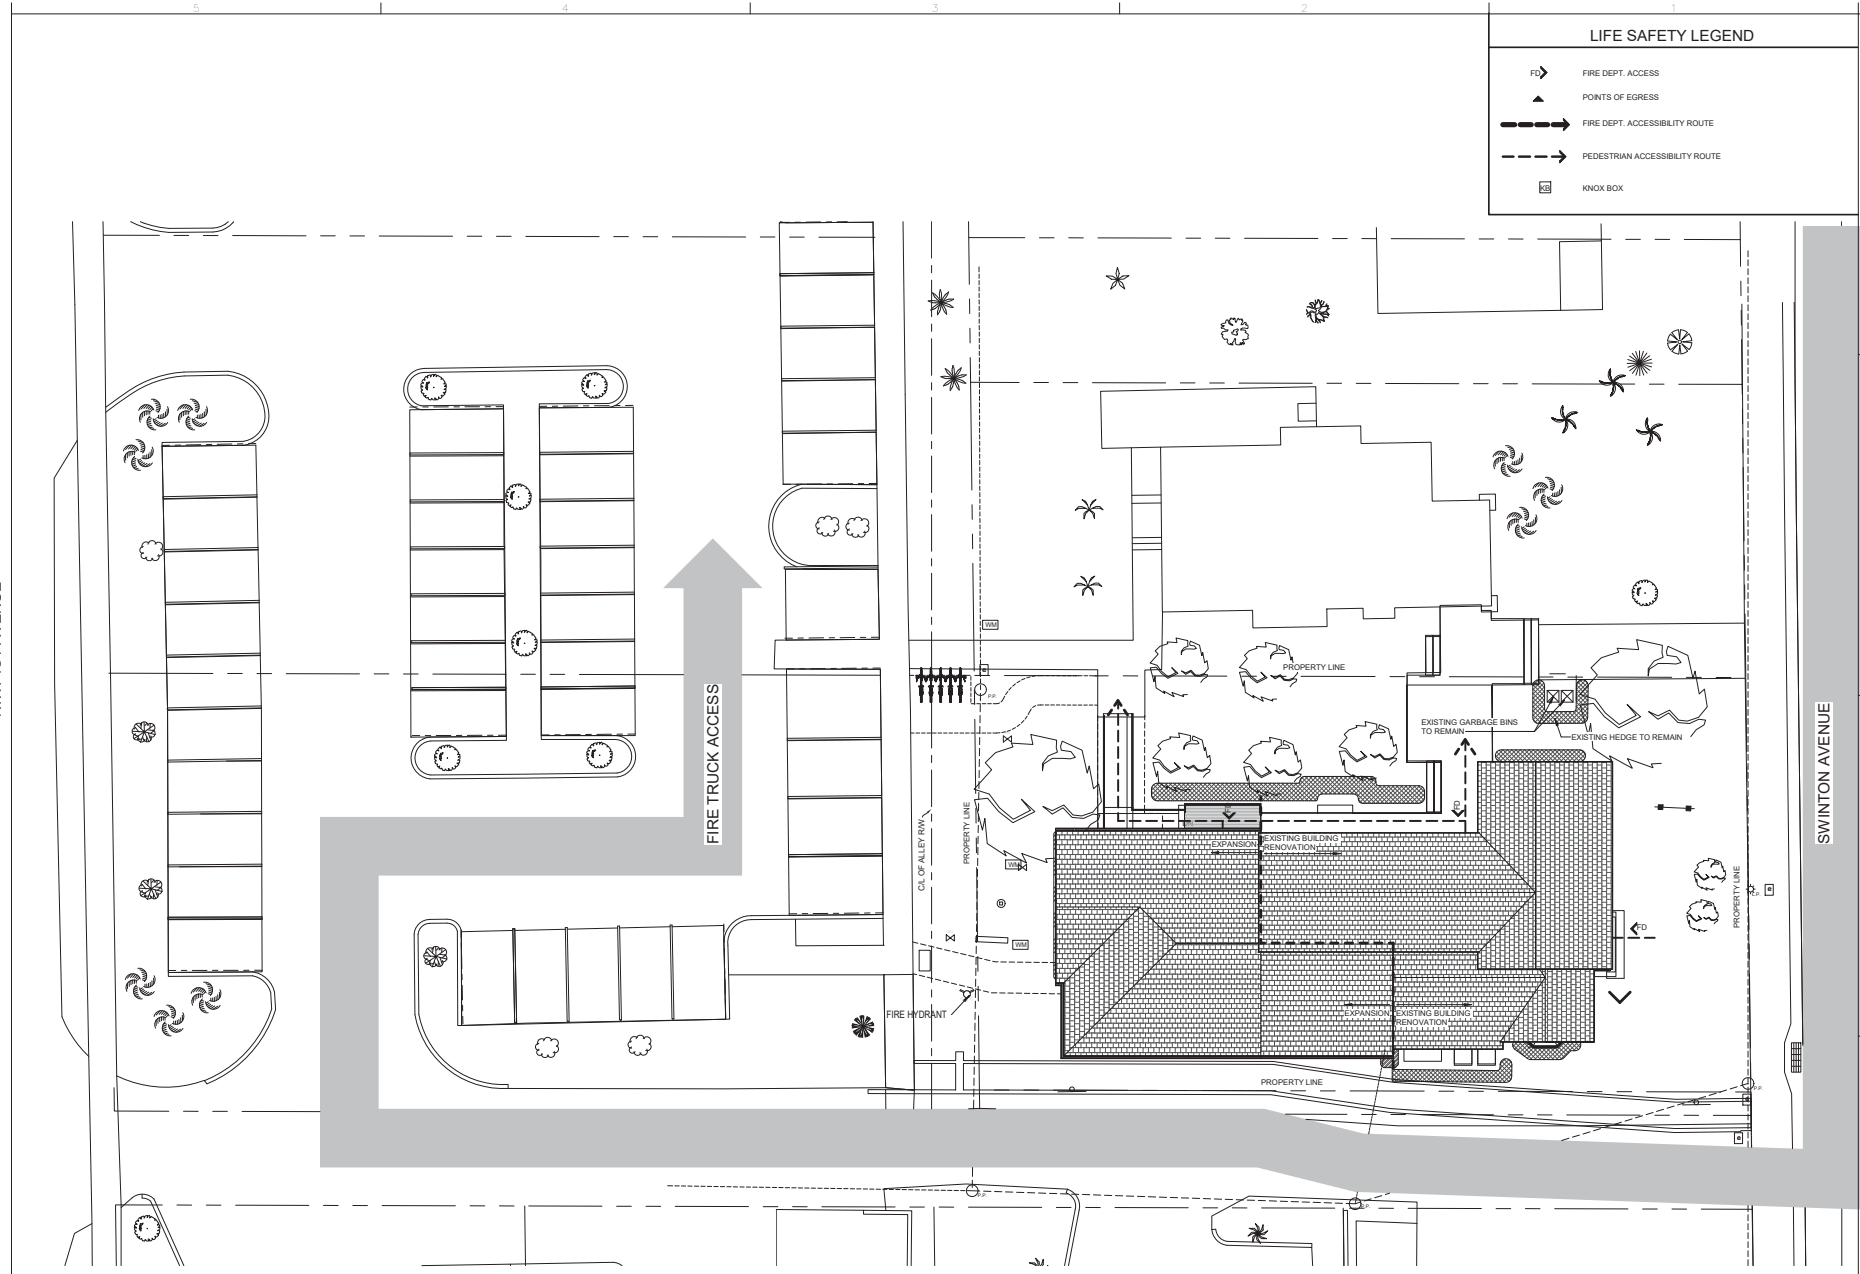 5 4 3 2 1
LIFE SAFETY LEGEND
FD FIRE DEPT. ACCESS
POINTS OF EGRESS
FIRE DEPT. ACCESSIBILITY ROUTE
PEDESTRIAN ACCESSIBILITY ROUTE
KB KNOX BOX
WM
PROPERTY LINE
P.P.
EXISTING GARBAGE BINS
TO REMAIN
EXISTING HEDGE TO REMAIN
FIRE TRUCK ACCESS
SWINTON AVENUE
C/L OF ALLEY R/W
PROPERTY LINE
FD
FD
EXPANSION
EXISTING BUILDING
RENOVATION
WM
PROPERTY LINE
FD
WM
FIRE HYDRANT
EXPANSION
EXISTING BUILDING
RENOVATION
PROPERTY LINE
P.P.
P.P.
P.P.